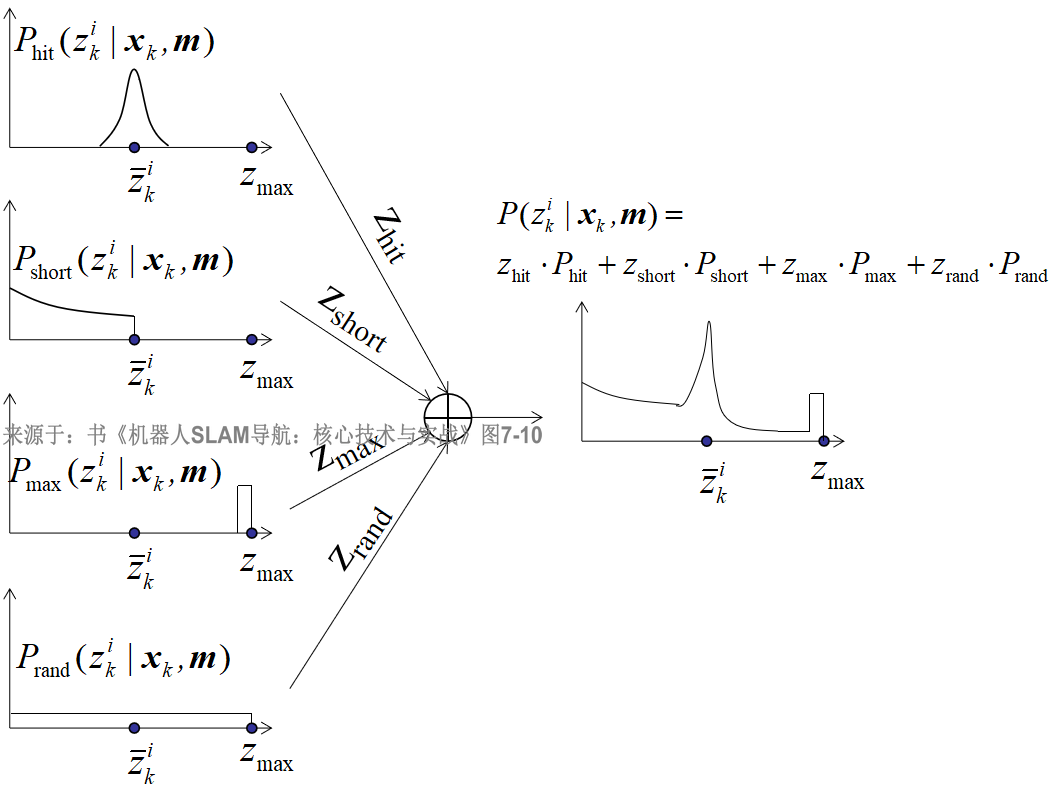 P_hit(z_k^i | x_k, m)
z̄_k^i z_max
P_short(z_k^i | x_k, m)
z̄_k^i z_max
来源于：书《机器人SLAM导航：核心技术与实战》图7-10
P_max(z_k^i | x_k, m)
z̄_k^i z_max
P_rand(z_k^i | x_k, m)
z̄_k^i z_max
z_hit
z_short
z_max
z_rand
P(z_k^i | x_k, m) =
z_hit · P_hit + z_short · P_short + z_max · P_max + z_rand · P_rand
z̄_k^i z_max